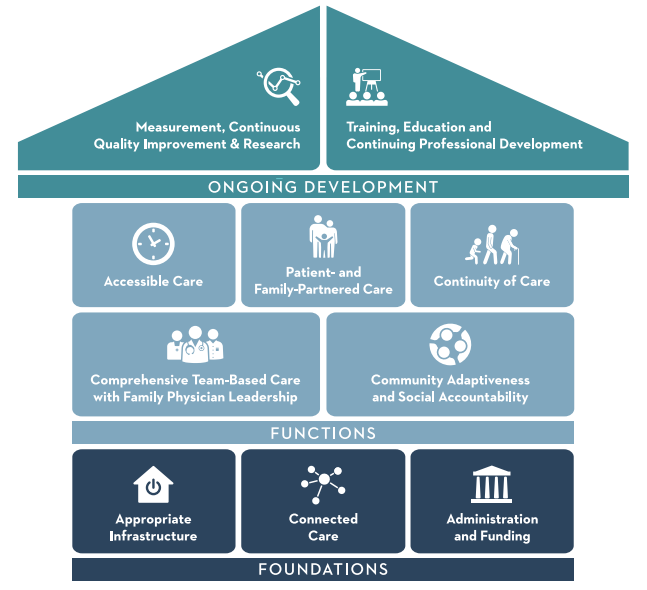 Measurement, Continuous
Quality Improvement & Research
Training, Education and
Continuing Professional Development
ONGOING DEVELOPMENT
Accessible Care
Patient- and
Family-Partnered Care
Continuity of Care
Comprehensive Team-Based Care
with Family Physician Leadership
Community Adaptiveness
and Social Accountability
FUNCTIONS
Appropriate
Infrastructure
Connected
Care
Administration
and Funding
FOUNDATIONS